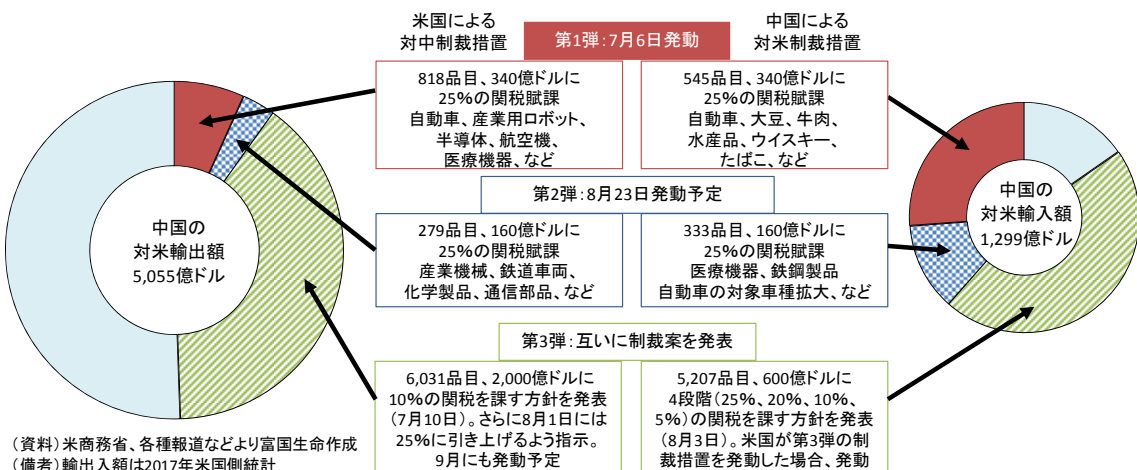 米国による
対中制裁措置
第1弾：7月6日発動
中国による
対米制裁措置
818品目、340億ドルに
25%の関税賦課
自動車、産業用ロボット、
半導体、航空機、
医療機器、など
545品目、340億ドルに
25%の関税賦課
自動車、大豆、牛肉、
水産品、ウイスキー、
たばこ、など
中国の
対米輸出額
5,055億ドル
第2弾：8月23日発動予定
279品目、160億ドルに
25%の関税賦課
産業機械、鉄道車両、
化学製品、通信部品、など
333品目、160億ドルに
25%の関税賦課
医療機器、鉄鋼製品
自動車の対象車種拡大、など
中国の
対米輸入額
1,299億ドル
第3弾：互いに制裁案を発表
6,031品目、2,000億ドルに
10%の関税を課す方針を発表
(7月10日)。さらに8月1日には
25%に引き上げるよう指示。
9月にも発動予定
5,207品目、600億ドルに
4段階(25%、20%、10%、
5%)の関税を課す方針を発表
(8月3日)。米国が第3弾の制
裁措置を発動した場合、発動
(資料)米商務省、各種報道などより富国生命作成
(備考)輸出入額は2017年米国側統計